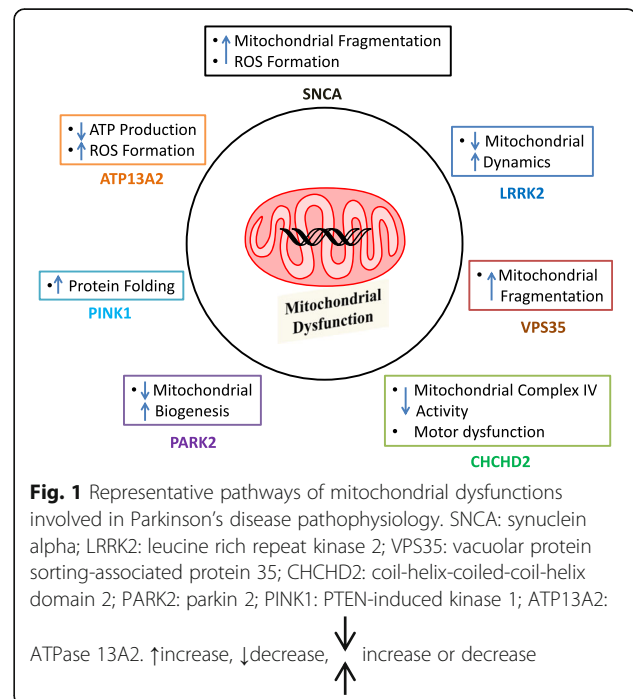 • ↑ Mitochondrial Fragmentation
• ROS Formation
SNCA
• ↓ ATP Production
• ↑ ROS Formation
ATP13A2
• ↓ Mitochondrial
↑ Dynamics
LRRK2
• ↑ Protein Folding
PINK1
• ↑ Mitochondrial
Fragmentation
VPS35
Mitochondrial
Dysfunction
• ↓ Mitochondrial
↑ Biogenesis
PARK2
• ↓ Mitochondrial Complex IV
Activity
• Motor dysfunction
CHCHD2
Fig. 1 Representative pathways of mitochondrial dysfunctions
involved in Parkinson's disease pathophysiology. SNCA: synuclein
alpha; LRRK2: leucine rich repeat kinase 2; VPS35: vacuolar protein
sorting-associated protein 35; CHCHD2: coil-helix-coiled-coil-helix
domain 2; PARK2: parkin 2; PINK1: PTEN-induced kinase 1; ATP13A2:
ATPase 13A2. ↑increase, ↓decrease, ↓↑ increase or decrease